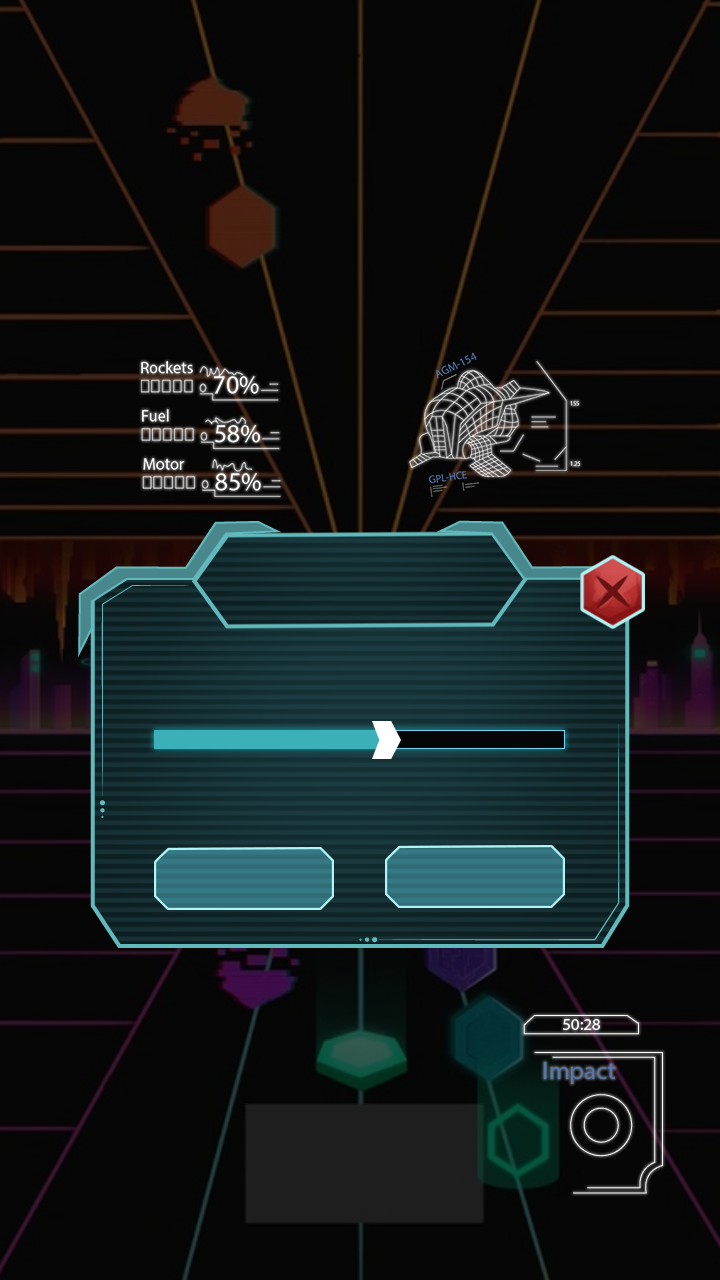 Rockets
70%
Fuel
58%
Motor
85%
AGM-154
155
1.25
GPL-HCE
50:28
Impact